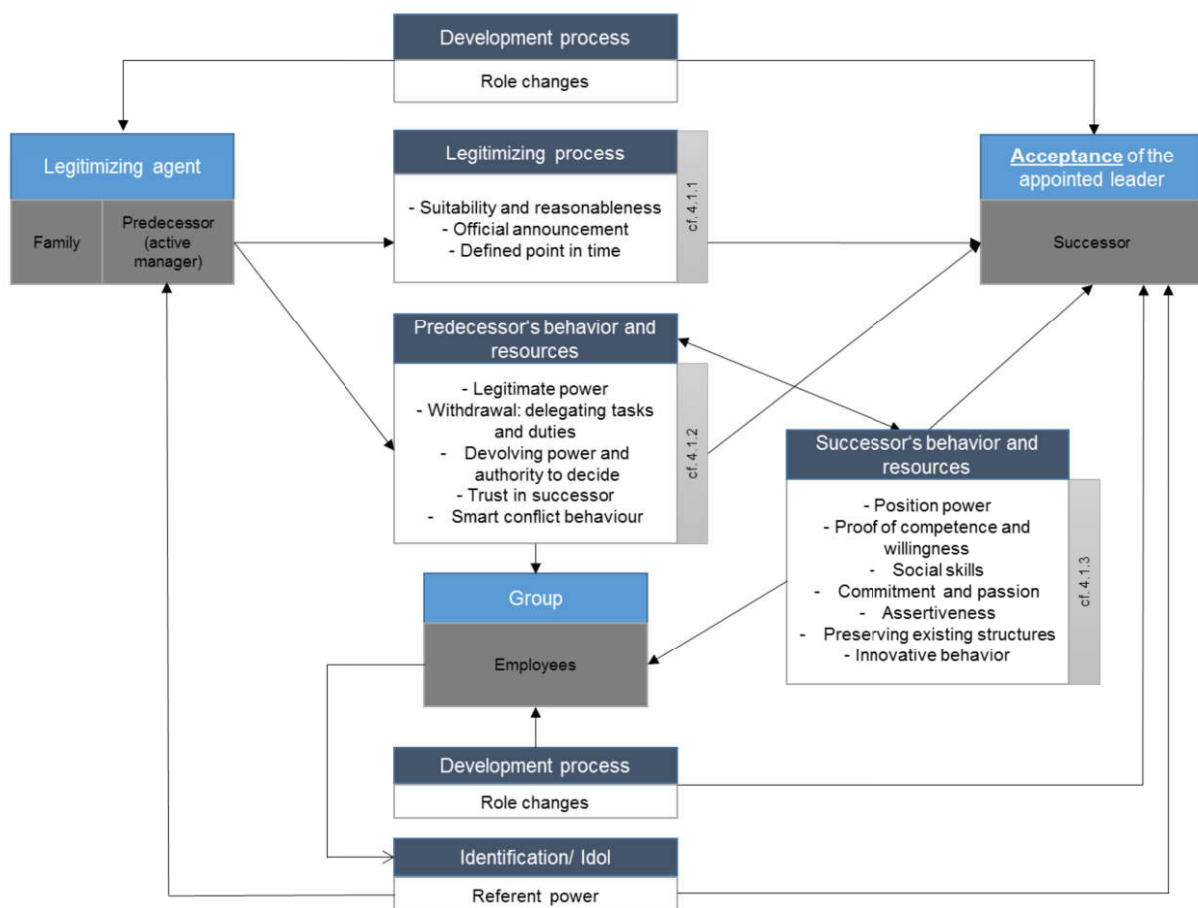 Development process
Role changes
Legitimizing agent
Family
Predecessor
(active
manager)
Legitimizing process
- Suitability and reasonableness
- Official announcement
- Defined point in time
cf. 4.1.1
Acceptance of the
appointed leader
Successor
Predecessor's behavior and
resources
- Legitimate power
- Withdrawal: delegating tasks
and duties
- Devolving power and
authority to decide
- Trust in successor
- Smart conflict behaviour
cf. 4.1.2
Successor's behavior and
resources
- Position power
- Proof of competence and
willingness
- Social skills
- Commitment and passion
- Assertiveness
- Preserving existing structures
- Innovative behavior
cf. 4.1.3
Group
Employees
Development process
Role changes
Identification/ Idol
Referent power